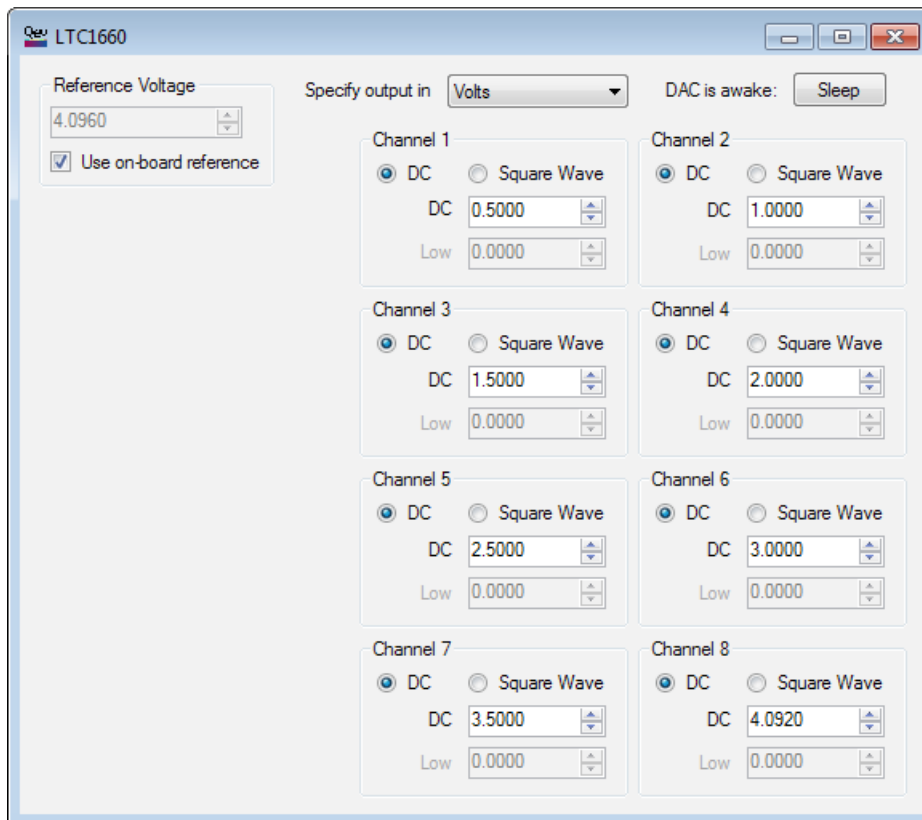 Qev LTC1660
Reference Voltage
4.0960
Use on-board reference
Specify output in Volts
DAC is awake: Sleep
Channel 1
DC Square Wave
DC 0.5000
Low 0.0000
Channel 2
DC Square Wave
DC 1.0000
Low 0.0000
Channel 3
DC Square Wave
DC 1.5000
Low 0.0000
Channel 4
DC Square Wave
DC 2.0000
Low 0.0000
Channel 5
DC Square Wave
DC 2.5000
Low 0.0000
Channel 6
DC Square Wave
DC 3.0000
Low 0.0000
Channel 7
DC Square Wave
DC 3.5000
Low 0.0000
Channel 8
DC Square Wave
DC 4.0920
Low 0.0000